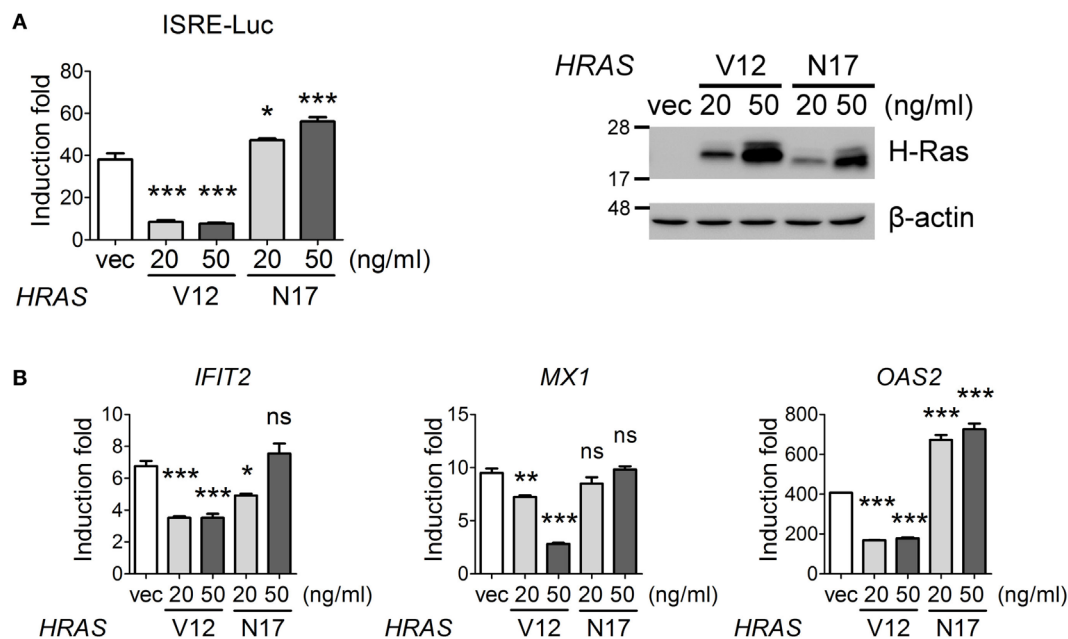 A
ISRE-Luc
Induction fold
80
60
40
20
0
***
***
*
***
vec 20 50 20 50 (ng/ml)
HRAS V12 N17
HRAS V12 N17
vec 20 50 20 50 (ng/ml)
28
17
H-Ras
48
β-actin
B
IFIT2
Induction fold
10
8
6
4
2
0
***
***
*
ns
vec 20 50 20 50 (ng/ml)
HRAS V12 N17
MX1
Induction fold
15
10
5
0
**
***
ns
ns
vec 20 50 20 50 (ng/ml)
HRAS V12 N17
OAS2
Induction fold
800
600
400
200
0
***
***
***
***
vec 20 50 20 50 (ng/ml)
HRAS V12 N17